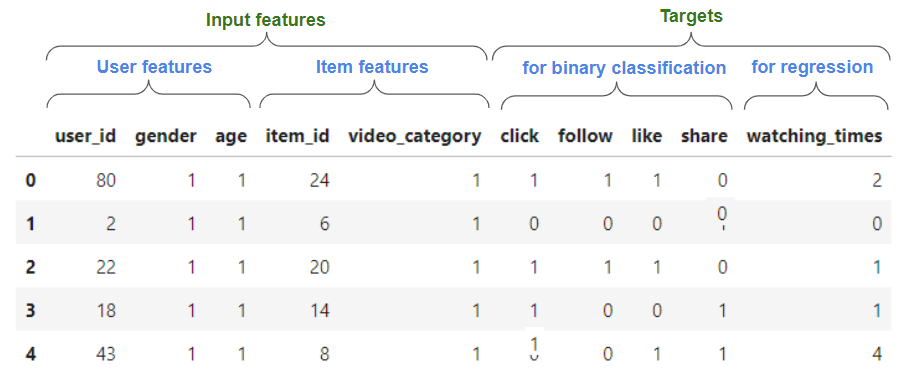 Input features Targets
User features Item features for binary classification for regression
user_id gender age item_id video_category click follow like share watching_times
0 80 1 1 24 1 1 1 1 0 2
1 2 1 1 6 1 0 0 0 0 0
2 22 1 1 20 1 1 1 1 0 1
3 18 1 1 14 1 1 0 0 1 1
4 43 1 1 8 1 1 0 1 1 4